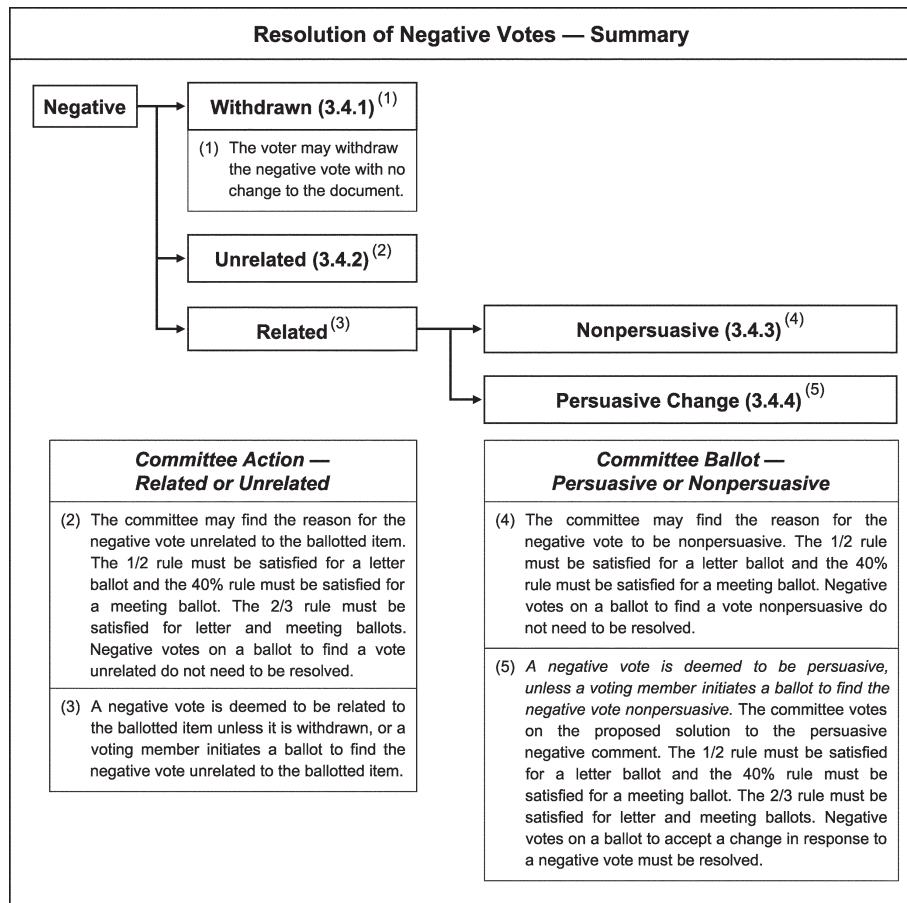 Resolution of Negative Votes — Summary
Negative
Withdrawn (3.4.1) (1)
(1) The voter may withdraw
the negative vote with no
change to the document.
Unrelated (3.4.2) (2)
Related (3)
Nonpersuasive (3.4.3) (4)
Persuasive Change (3.4.4) (5)
Committee Action —
Related or Unrelated
(2) The committee may find the reason for the
negative vote unrelated to the ballotted item.
The 1/2 rule must be satisfied for a letter
ballot and the 40% rule must be satisfied for
a meeting ballot. The 2/3 rule must be
satisfied for letter and meeting ballots.
Negative votes on a ballot to find a vote
unrelated do not need to be resolved.
(3) A negative vote is deemed to be related to
the ballotted item unless it is withdrawn, or a
voting member initiates a ballot to find the
negative vote unrelated to the ballotted item.
Committee Ballot —
Persuasive or Nonpersuasive
(4) The committee may find the reason for the
negative vote to be nonpersuasive. The 1/2 rule
must be satisfied for a letter ballot and the 40%
rule must be satisfied for a meeting ballot. Negative
votes on a ballot to find a vote nonpersuasive do
not need to be resolved.
(5) A negative vote is deemed to be persuasive,
unless a voting member initiates a ballot to find the
negative vote nonpersuasive. The committee votes
on the proposed solution to the persuasive
negative comment. The 1/2 rule must be satisfied
for a letter ballot and the 40% rule must be
satisfied for a meeting ballot. The 2/3 rule must be
satisfied for letter and meeting ballots. Negative
votes on a ballot to accept a change in response to
a negative vote must be resolved.